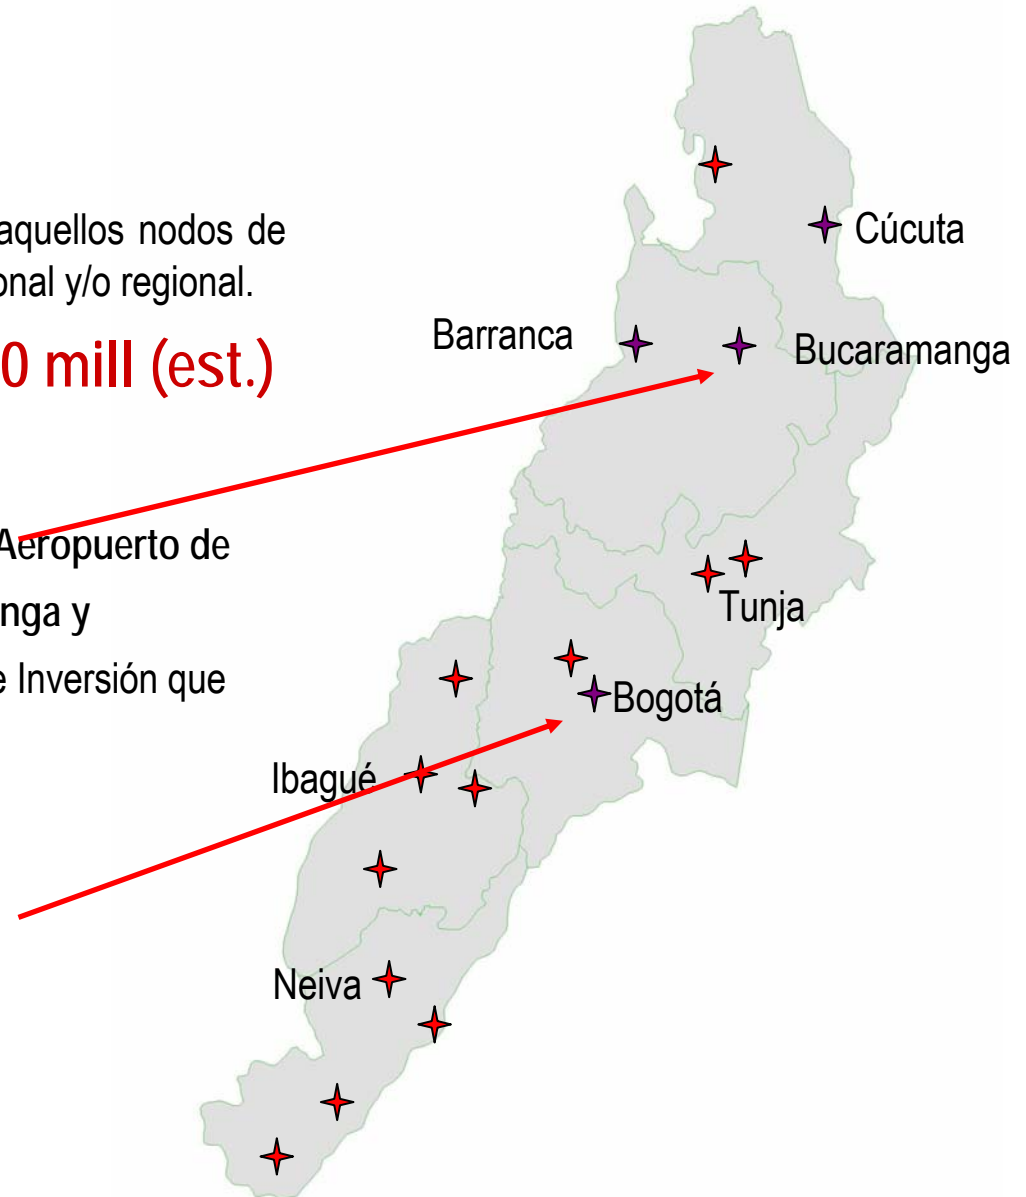 aquellos nodos de
onal y/o regional.
0 mill (est.)
Aeropuerto de
nga y
e Inversión que
Cúcuta
Barranca
Bucaramanga
Tunja
Bogotá
Ibagué
Neiva